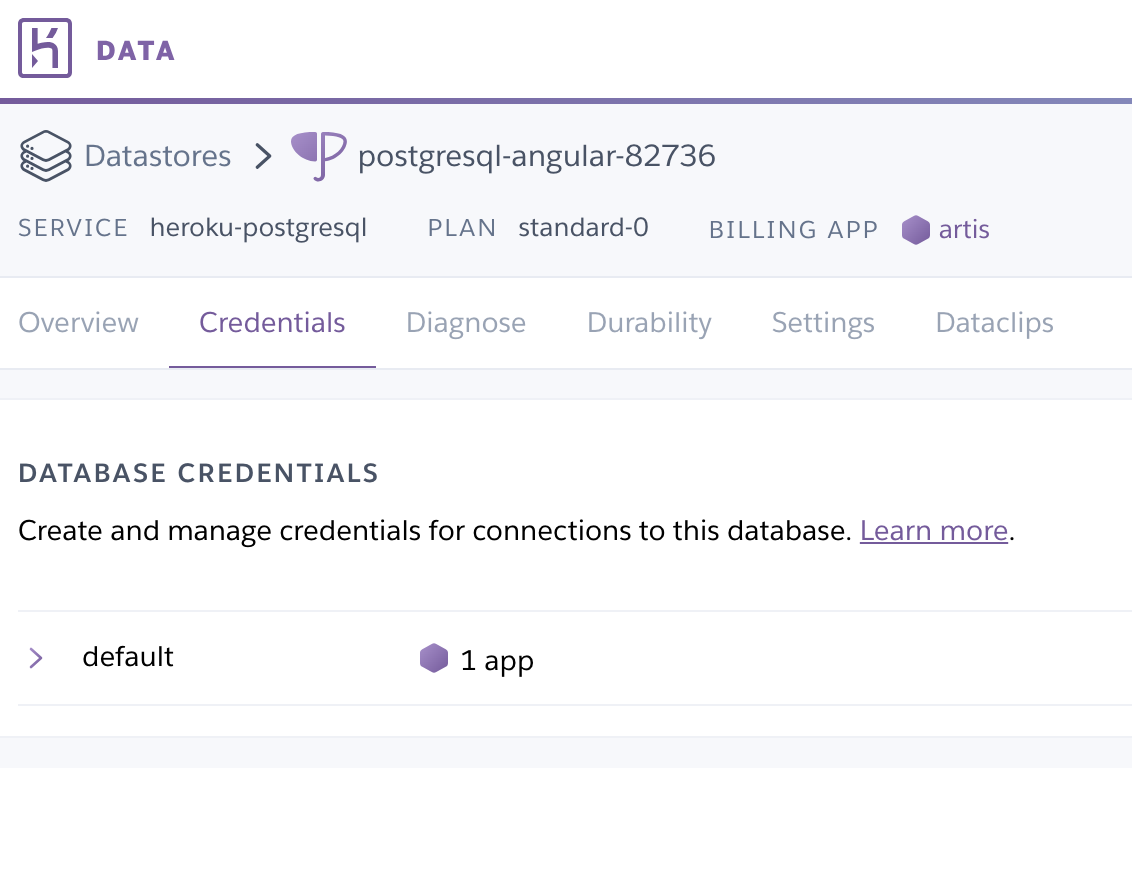 DATA
Datastores postgresql-angular-82736
SERVICE heroku-postgresql PLAN standard-0 BILLING APP artis
Overview Credentials Diagnose Durability Settings Dataclips
DATABASE CREDENTIALS
Create and manage credentials for connections to this database. Learn more.
default 1 app